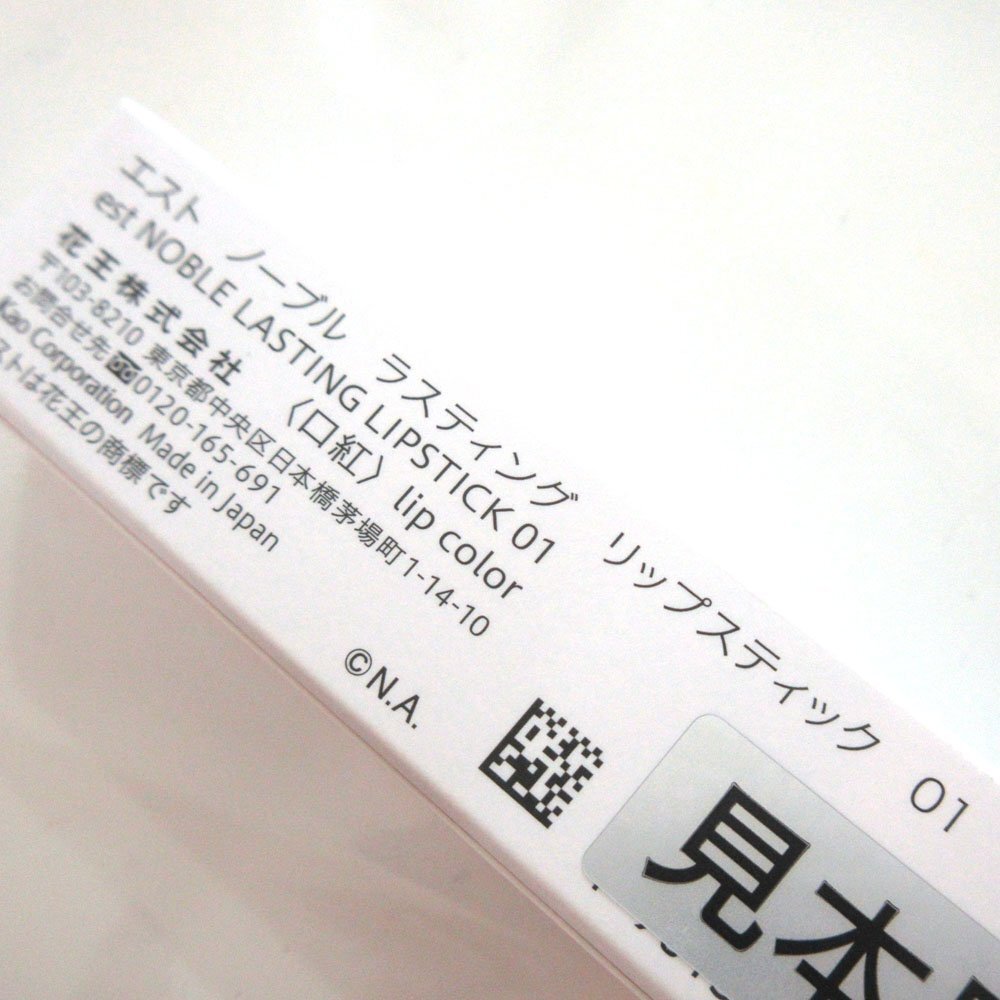 エスト ノーブル ラスティング リップスティック 01
est NOBLE LASTING LIPSTICK 01
〈口紅〉 lip color
花王株式会社
〒103-8210 東京都中央区日本橋茅場町1-14-10
お問合せ先 0120-165-691
Kao Corporation Made in Japan
ストは花王の商標です
©N.A.
見本